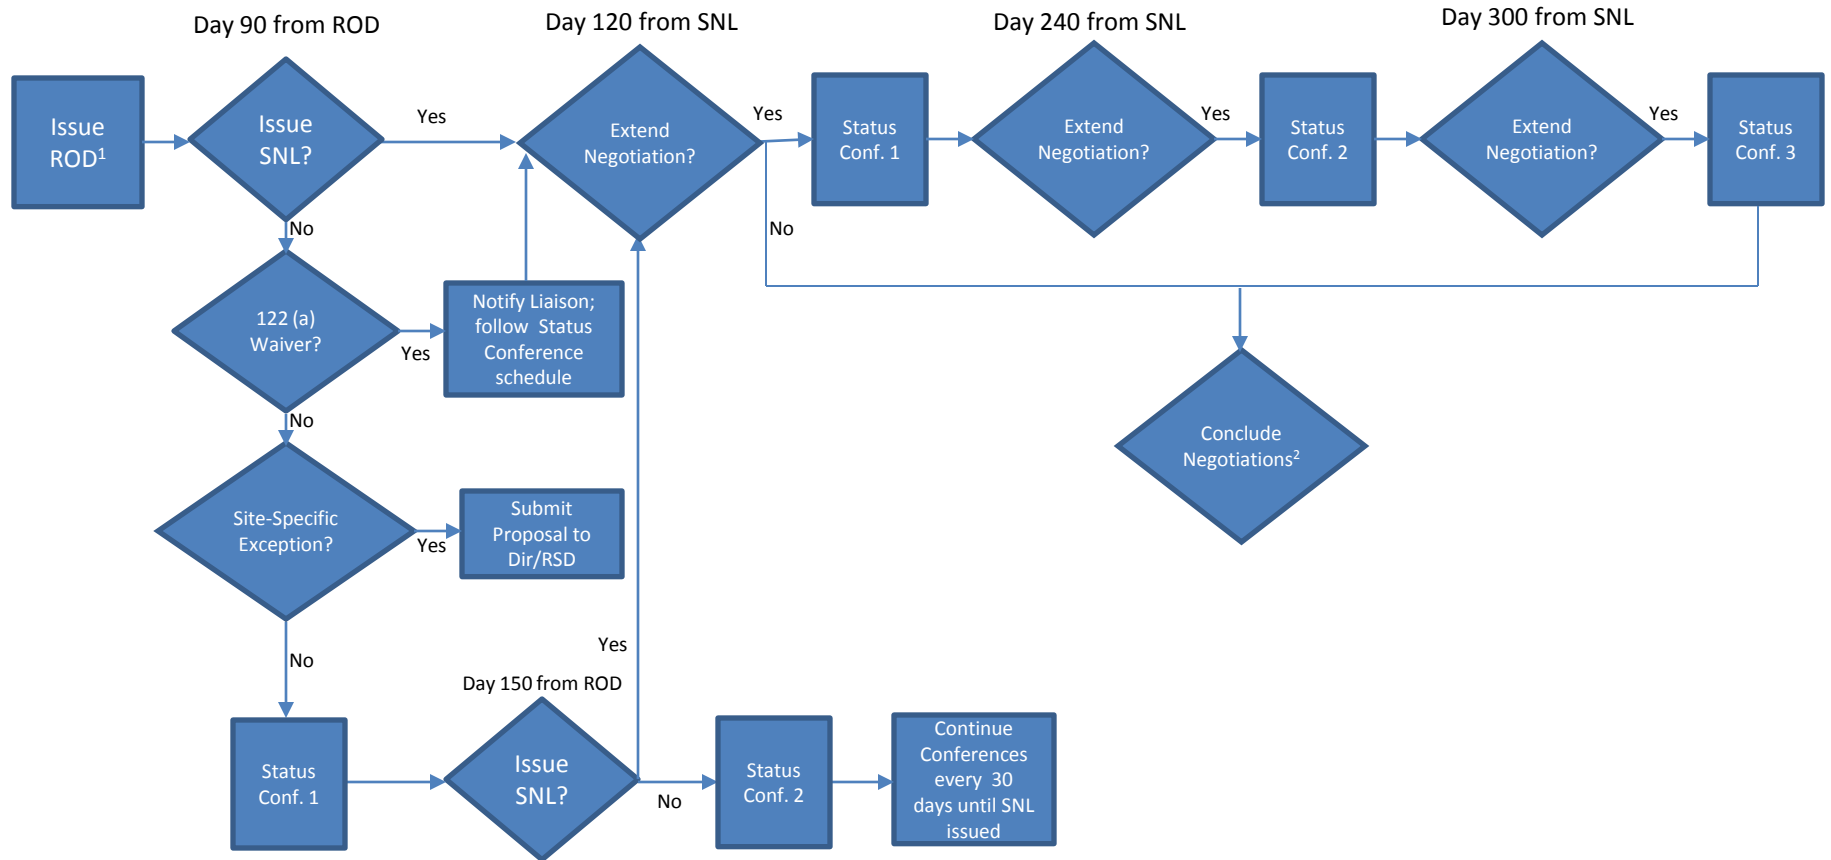 Day 90 from ROD
Day 120 from SNL
Day 240 from SNL
Day 300 from SNL
Issue
ROD1
Issue
SNL?
Yes
Extend
Negotiation?
Yes
Status
Conf. 1
Extend
Negotiation?
Yes
Status
Conf. 2
Extend
Negotiation?
Yes
Status
Conf. 3
No
No
122 (a)
Waiver?
Yes
Notify Liaison;
follow Status
Conference
schedule
No
Conclude
Negotiations2
Site-Specific
Exception?
Yes
Submit
Proposal to
Dir/RSD
No
Yes
Day 150 from ROD
Status
Conf. 1
Issue
SNL?
No
Status
Conf. 2
Continue
Conferences
every 30
days until SNL
issued